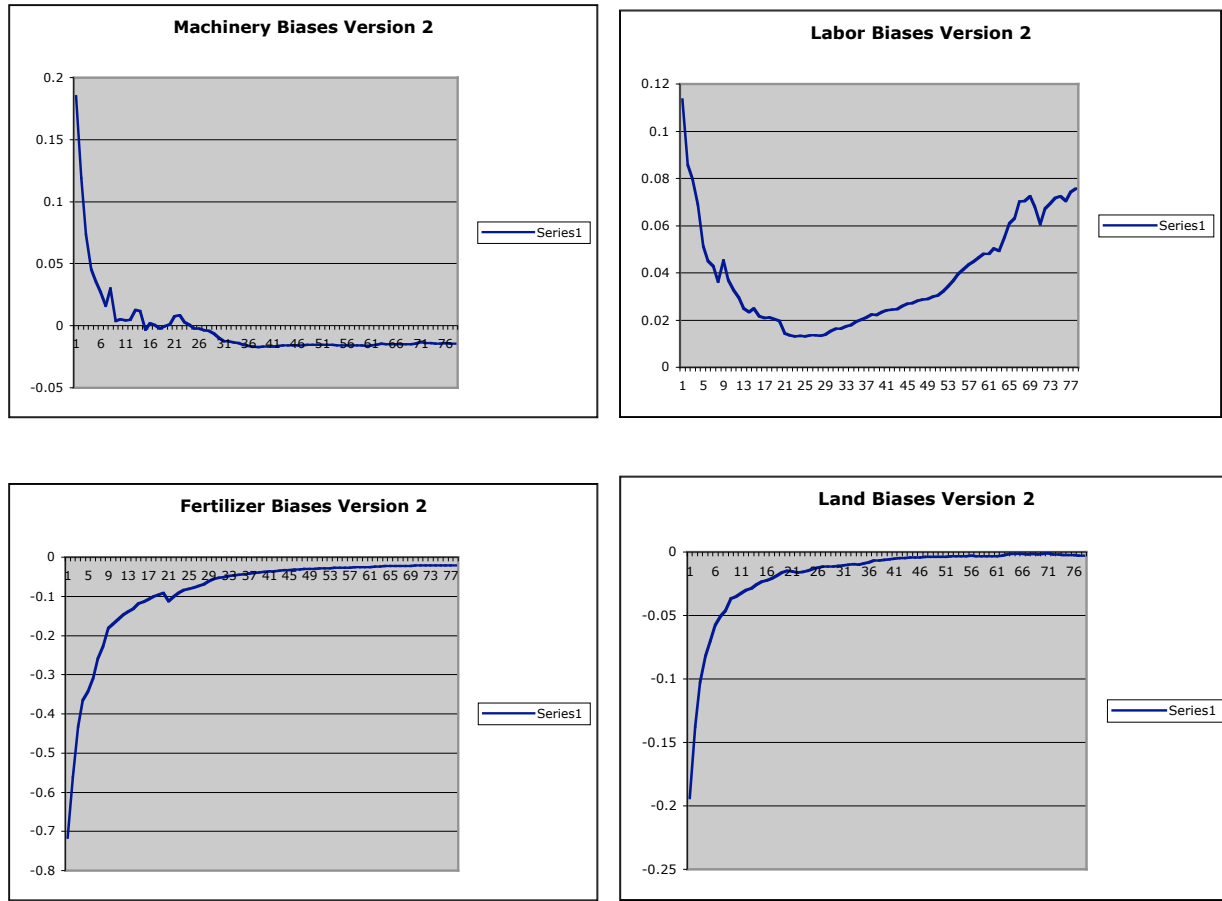 Machinery Biases Version 2
0.2
0.15
0.1
0.05
0
-0.05
1 6 11 16 21 26 31 36 41 46 51 56 61 66 71 76
Series1
Labor Biases Version 2
0.12
0.1
0.08
0.06
0.04
0.02
0
1 5 9 13 17 21 25 29 33 37 41 45 49 53 57 61 65 69 73 77
Series1
Fertilizer Biases Version 2
0
-0.1
-0.2
-0.3
-0.4
-0.5
-0.6
-0.7
-0.8
1 5 9 13 17 21 25 29 33 37 41 45 49 53 57 61 65 69 73 77
Series1
Land Biases Version 2
0
-0.05
-0.1
-0.15
-0.2
-0.25
1 6 11 16 21 26 31 36 41 46 51 56 61 66 71 76
Series1